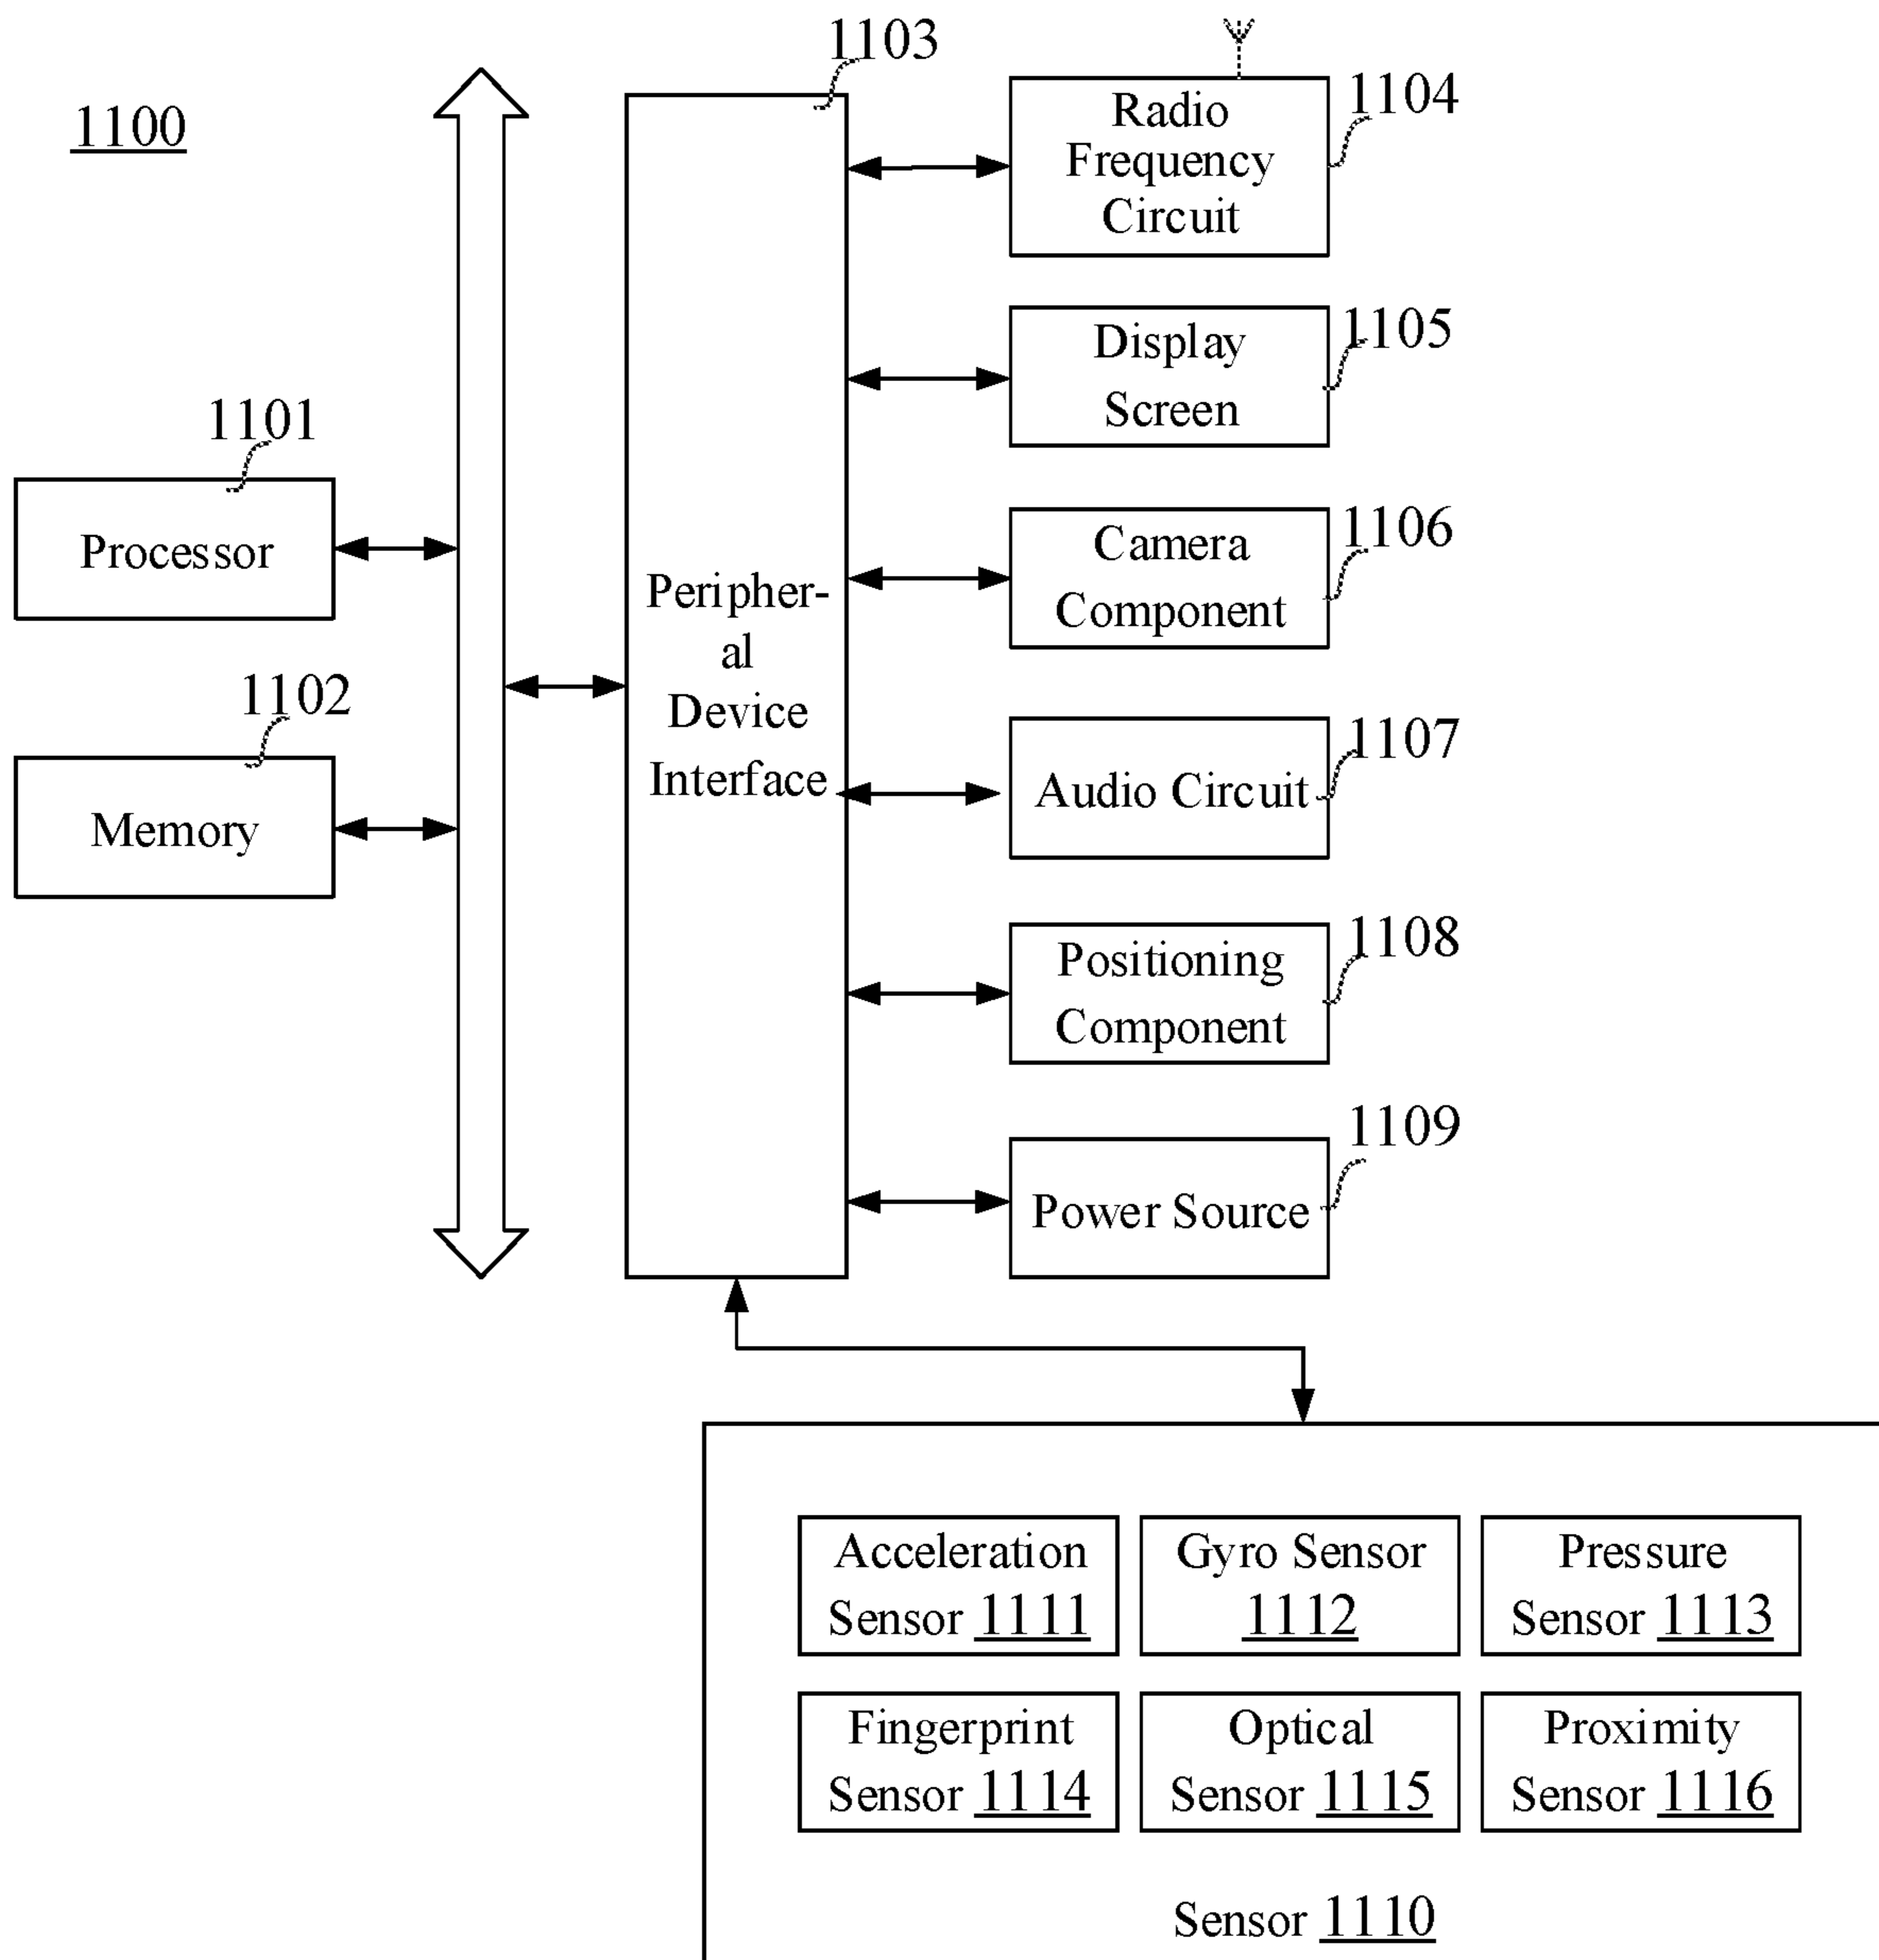 1100
1103
1104
Radio
Frequency
Circuit
1105
Display
Screen
1101
Processor
1106
Camera
Component
Peripher-
al
Device
Interface
1102
Memory
1107
Audio Circuit
1108
Positioning
Component
1109
Power Source
Acceleration
Sensor 1111
Gyro Sensor
1112
Pressure
Sensor 1113
Fingerprint
Sensor 1114
Optical
Sensor 1115
Proximity
Sensor 1116
Sensor 1110